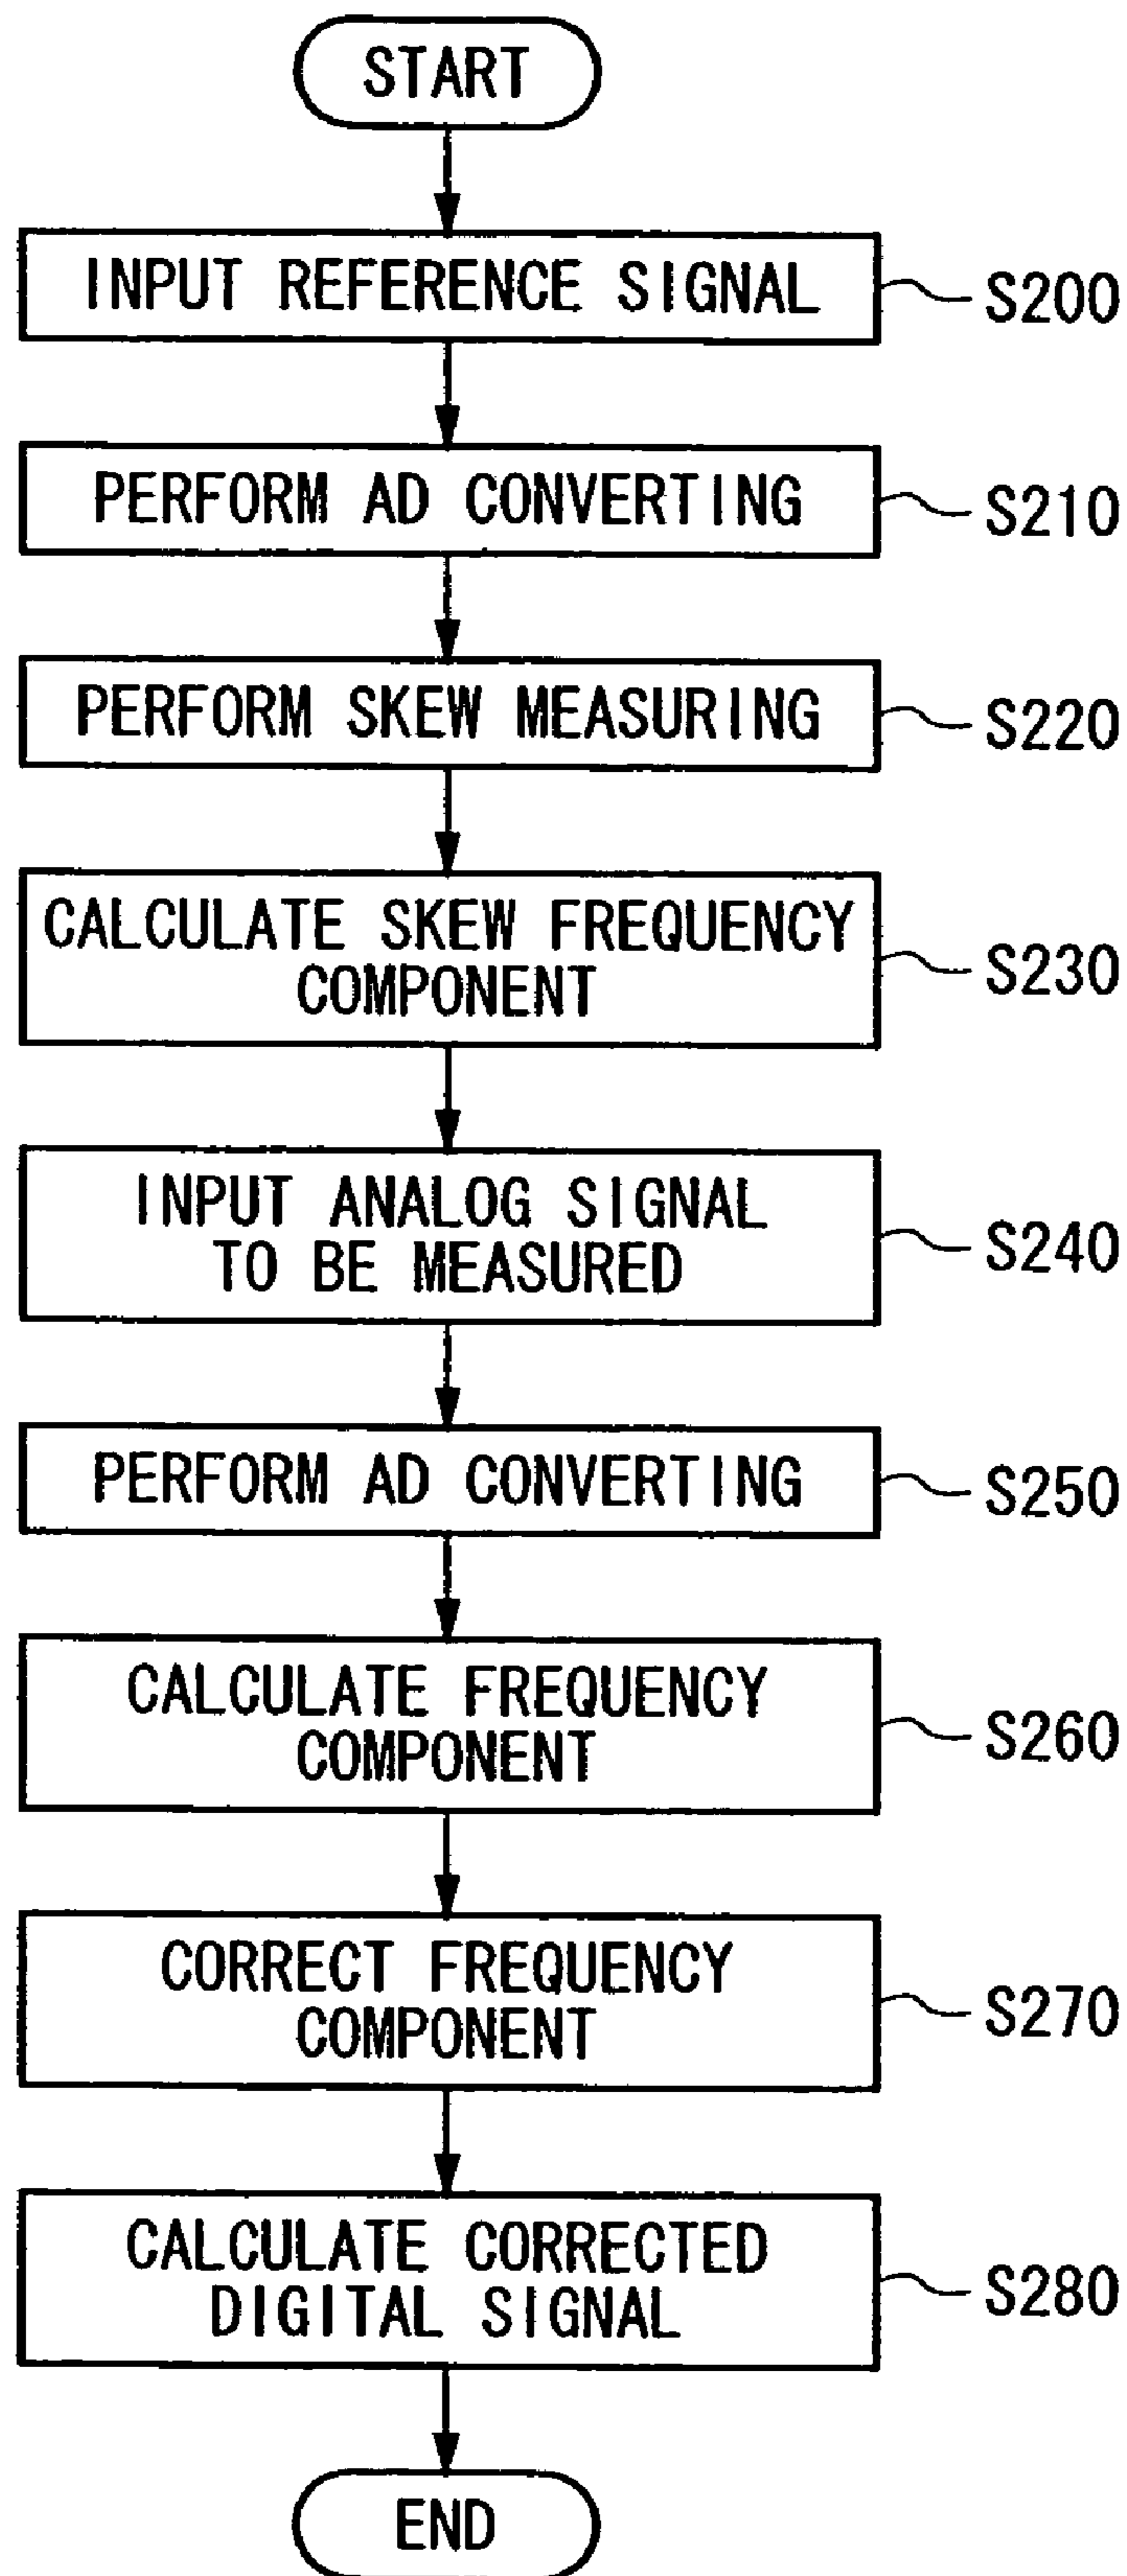 START
INPUT REFERENCE SIGNAL
S200
PERFORM AD CONVERTING
S210
PERFORM SKEW MEASURING
S220
CALCULATE SKEW FREQUENCY
COMPONENT
S230
INPUT ANALOG SIGNAL
TO BE MEASURED
S240
PERFORM AD CONVERTING
S250
CALCULATE FREQUENCY
COMPONENT
S260
CORRECT FREQUENCY
COMPONENT
S270
CALCULATE CORRECTED
DIGITAL SIGNAL
S280
END